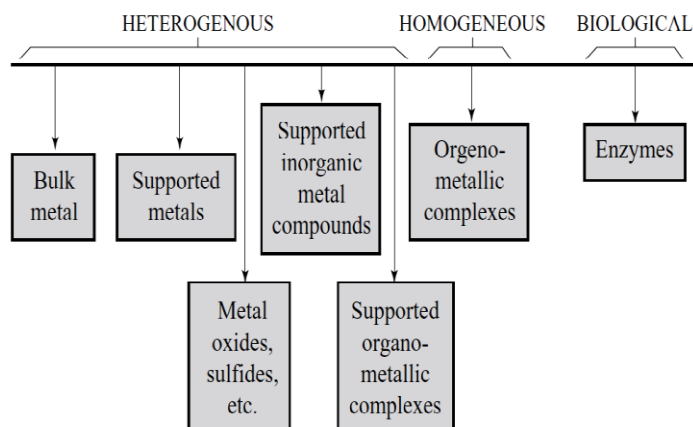 HETEROGENOUS
HOMOGENEOUS
BIOLOGICAL
Bulk
metal
Supported
metals
Supported
inorganic
metal
compounds
Orgeno-
metallic
complexes
Enzymes
Metal
oxides,
sulfides,
etc.
Supported
organo-
metallic
complexes